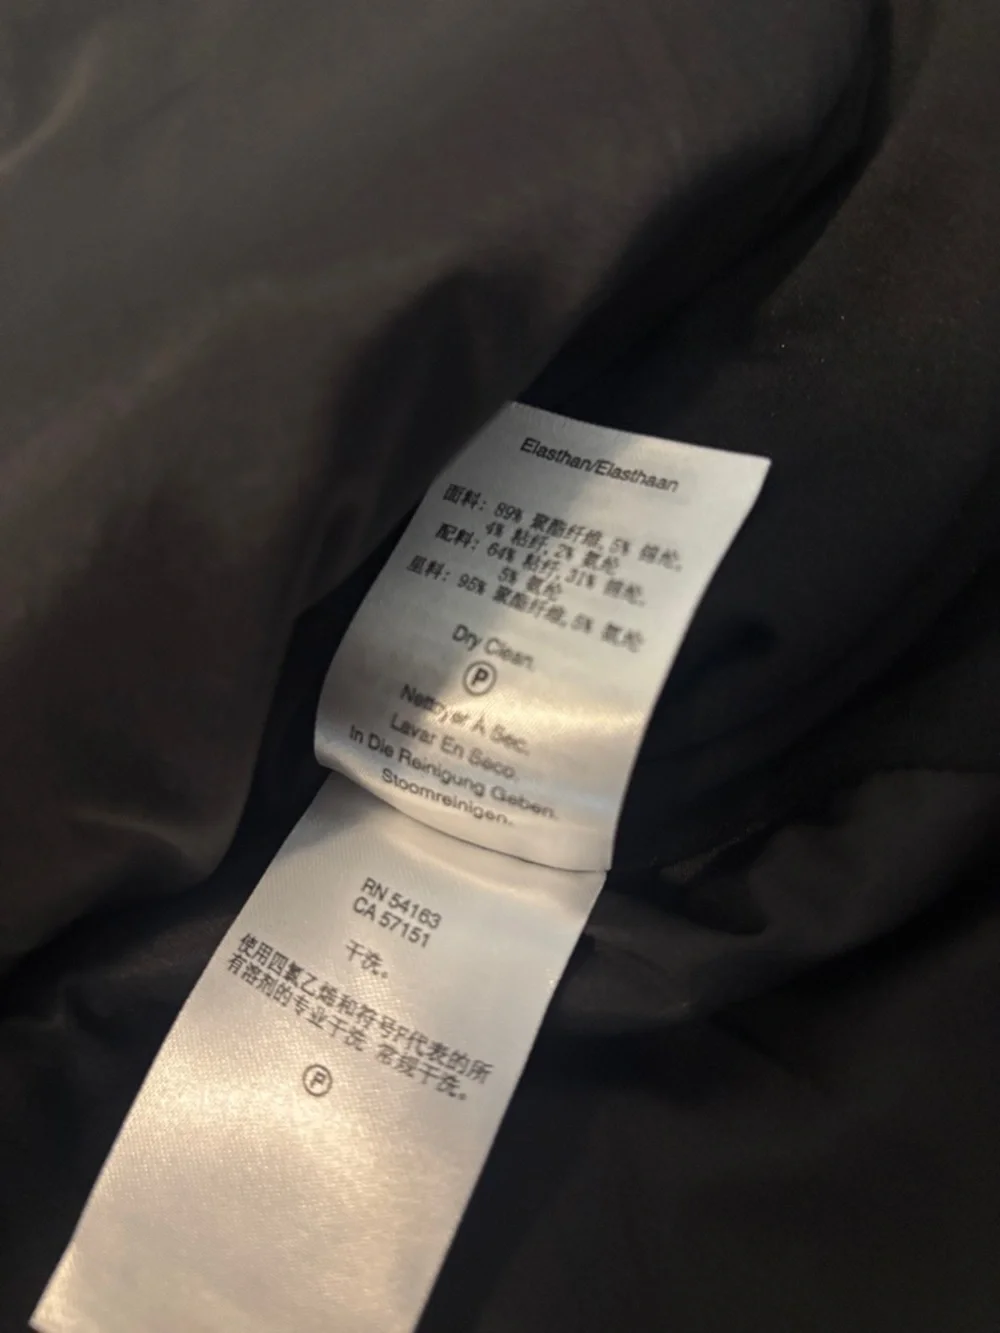 Elasthan/Elasthaan
面料: 89% 聚酯纤维,5% 锦纶,
4% 粘纤,2% 氨纶
配料: 64% 粘纤,31% 锦纶,
5% 氨纶
里料: 95% 聚酯纤维,5% 氨纶
Dry Clean.
P
Nettoyer À Sec.
Lavar En Seco.
In Die Reinigung Geben.
Stoomreinigen.
RN 54163
CA 57151
干洗。
使用四氯乙烯和符号F代表的所
有溶剂的专业干洗 常规干洗。
P